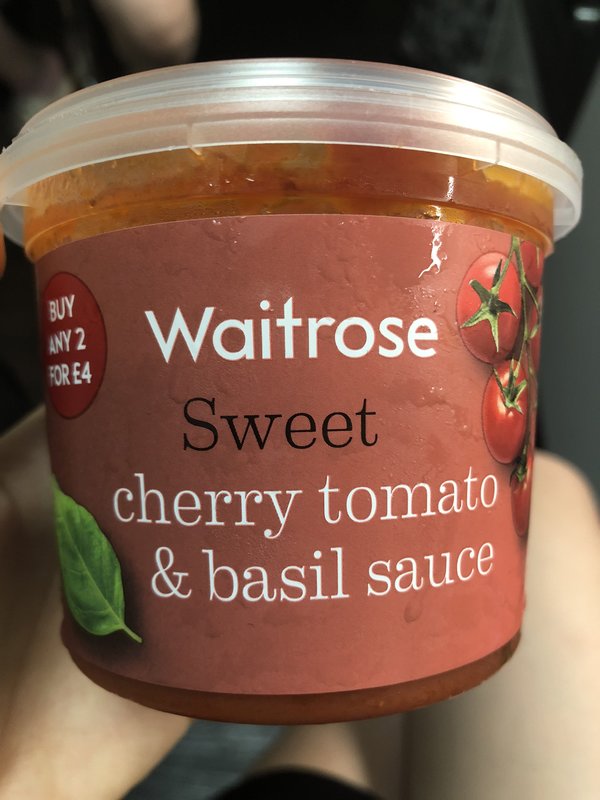 BUY
ANY 2
FOR £4
Waitrose
Sweet
cherry tomato
& basil sauce